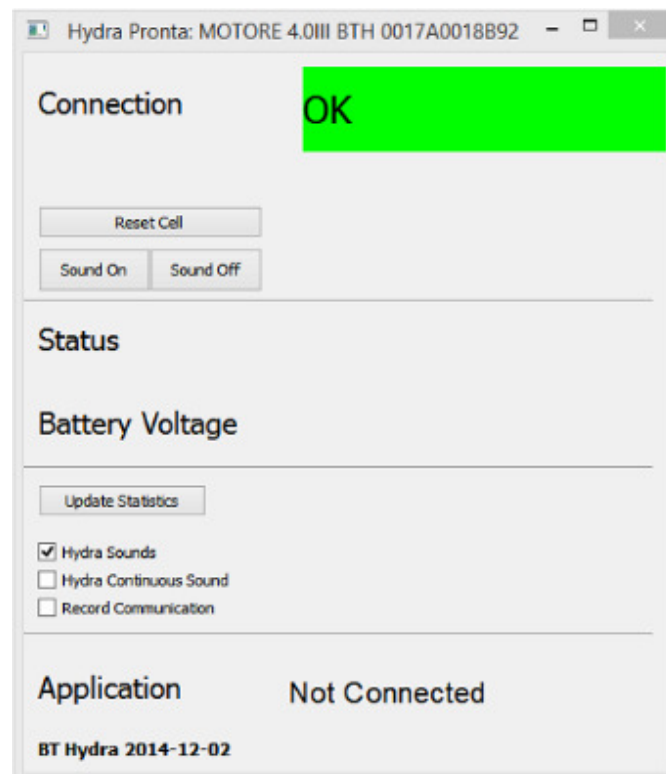 Hydra Pronta: MOTORE 4.0III BTH 0017A0018B92
Connection OK
Reset Cell
Sound On Sound Off
Status
Battery Voltage
Update Statistics
Hydra Sounds
Hydra Continuous Sound
Record Communication
Application Not Connected
BT Hydra 2014-12-02